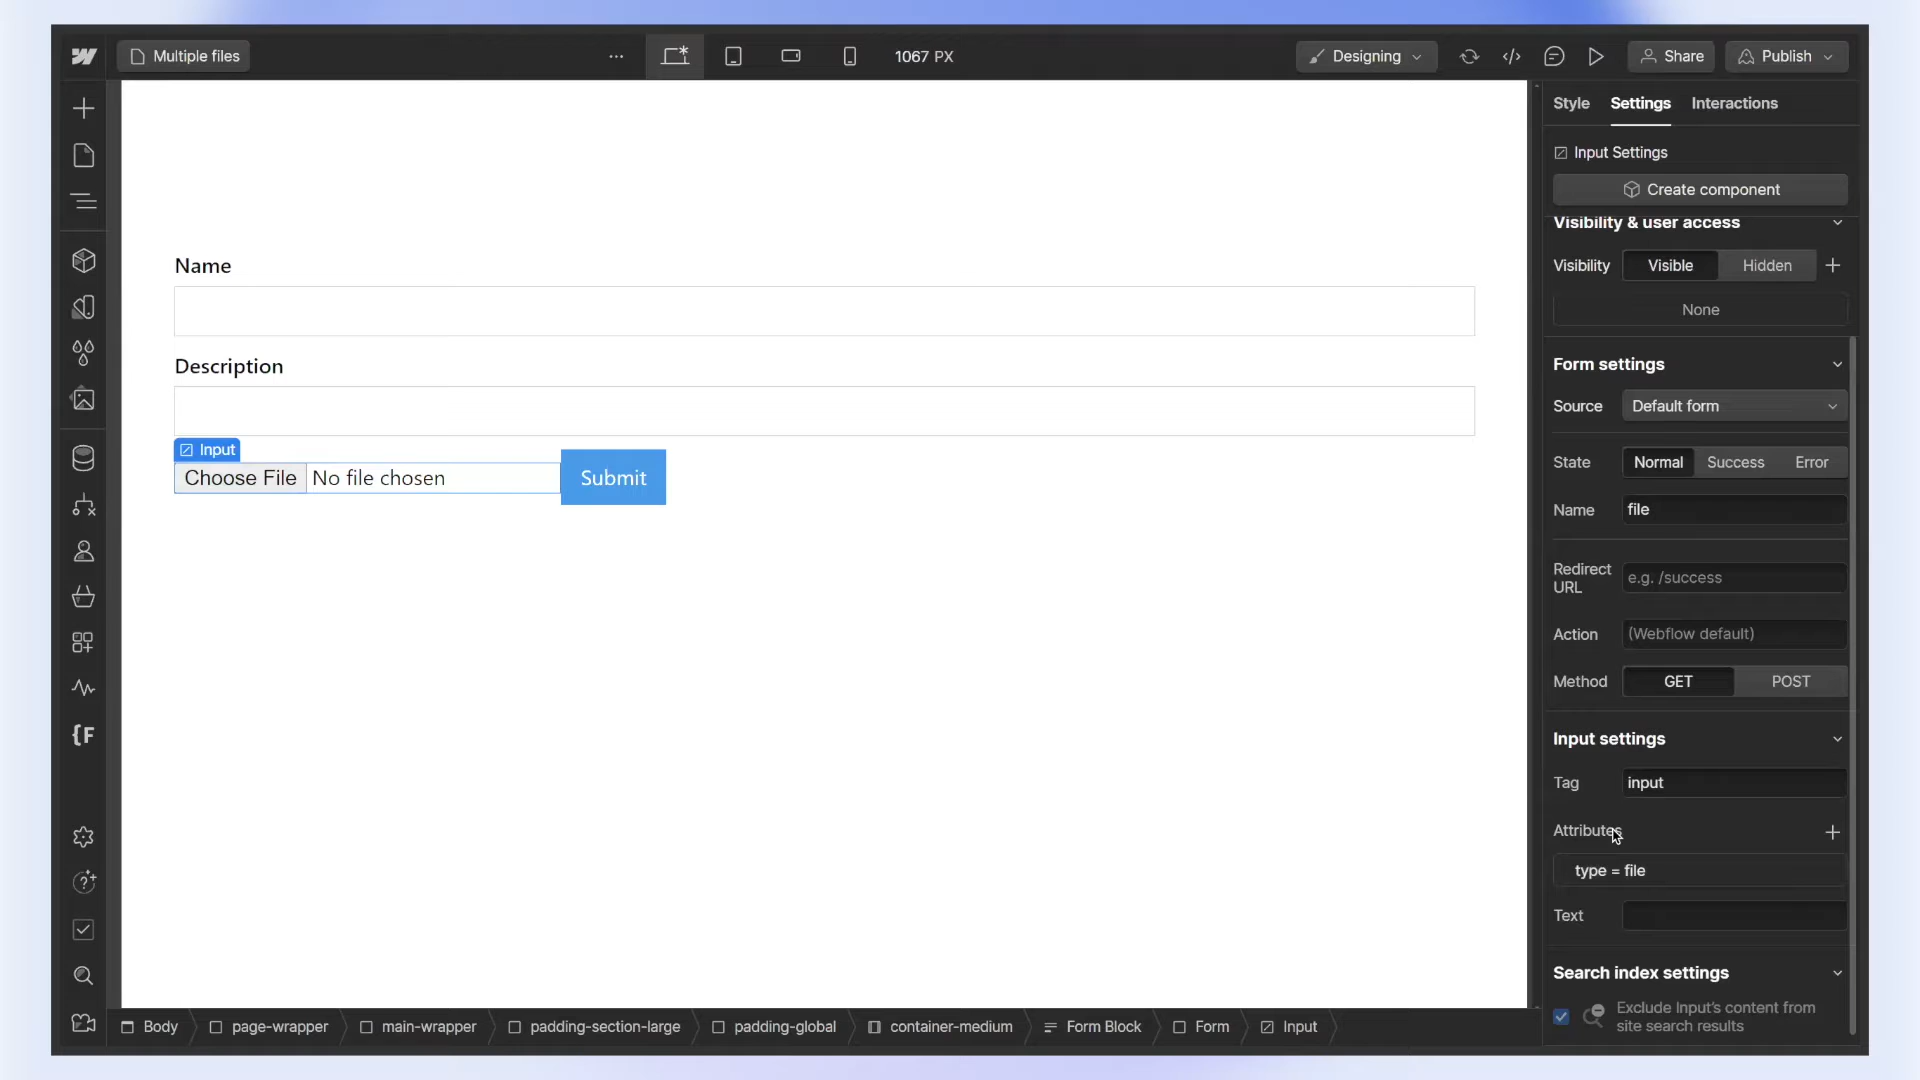 Multiple files
1067 PX
Designing
Share
Publish
Style
Settings
Interactions
Input Settings
Create component
Visibility & user access
Visibility
Visible
Hidden
None
Form settings
Source
Default form
State
Normal
Success
Error
Name
file
Redirect
URL
e.g. /success
Action
(Webflow default)
Method
GET
POST
Input settings
Tag
input
Attributes
type = file
Text
Search index settings
Exclude Input's content from
site search results
Name
Description
Input
Choose File
No file chosen
Submit
{F
Body
page-wrapper
main-wrapper
padding-section-large
padding-global
container-medium
Form Block
Form
Input